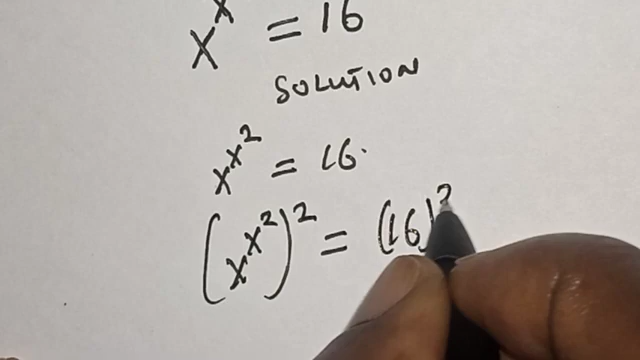 x^x = 16
SOLUTION
x^x^2 = 16.
(x^x^2)^2 = (16)^2